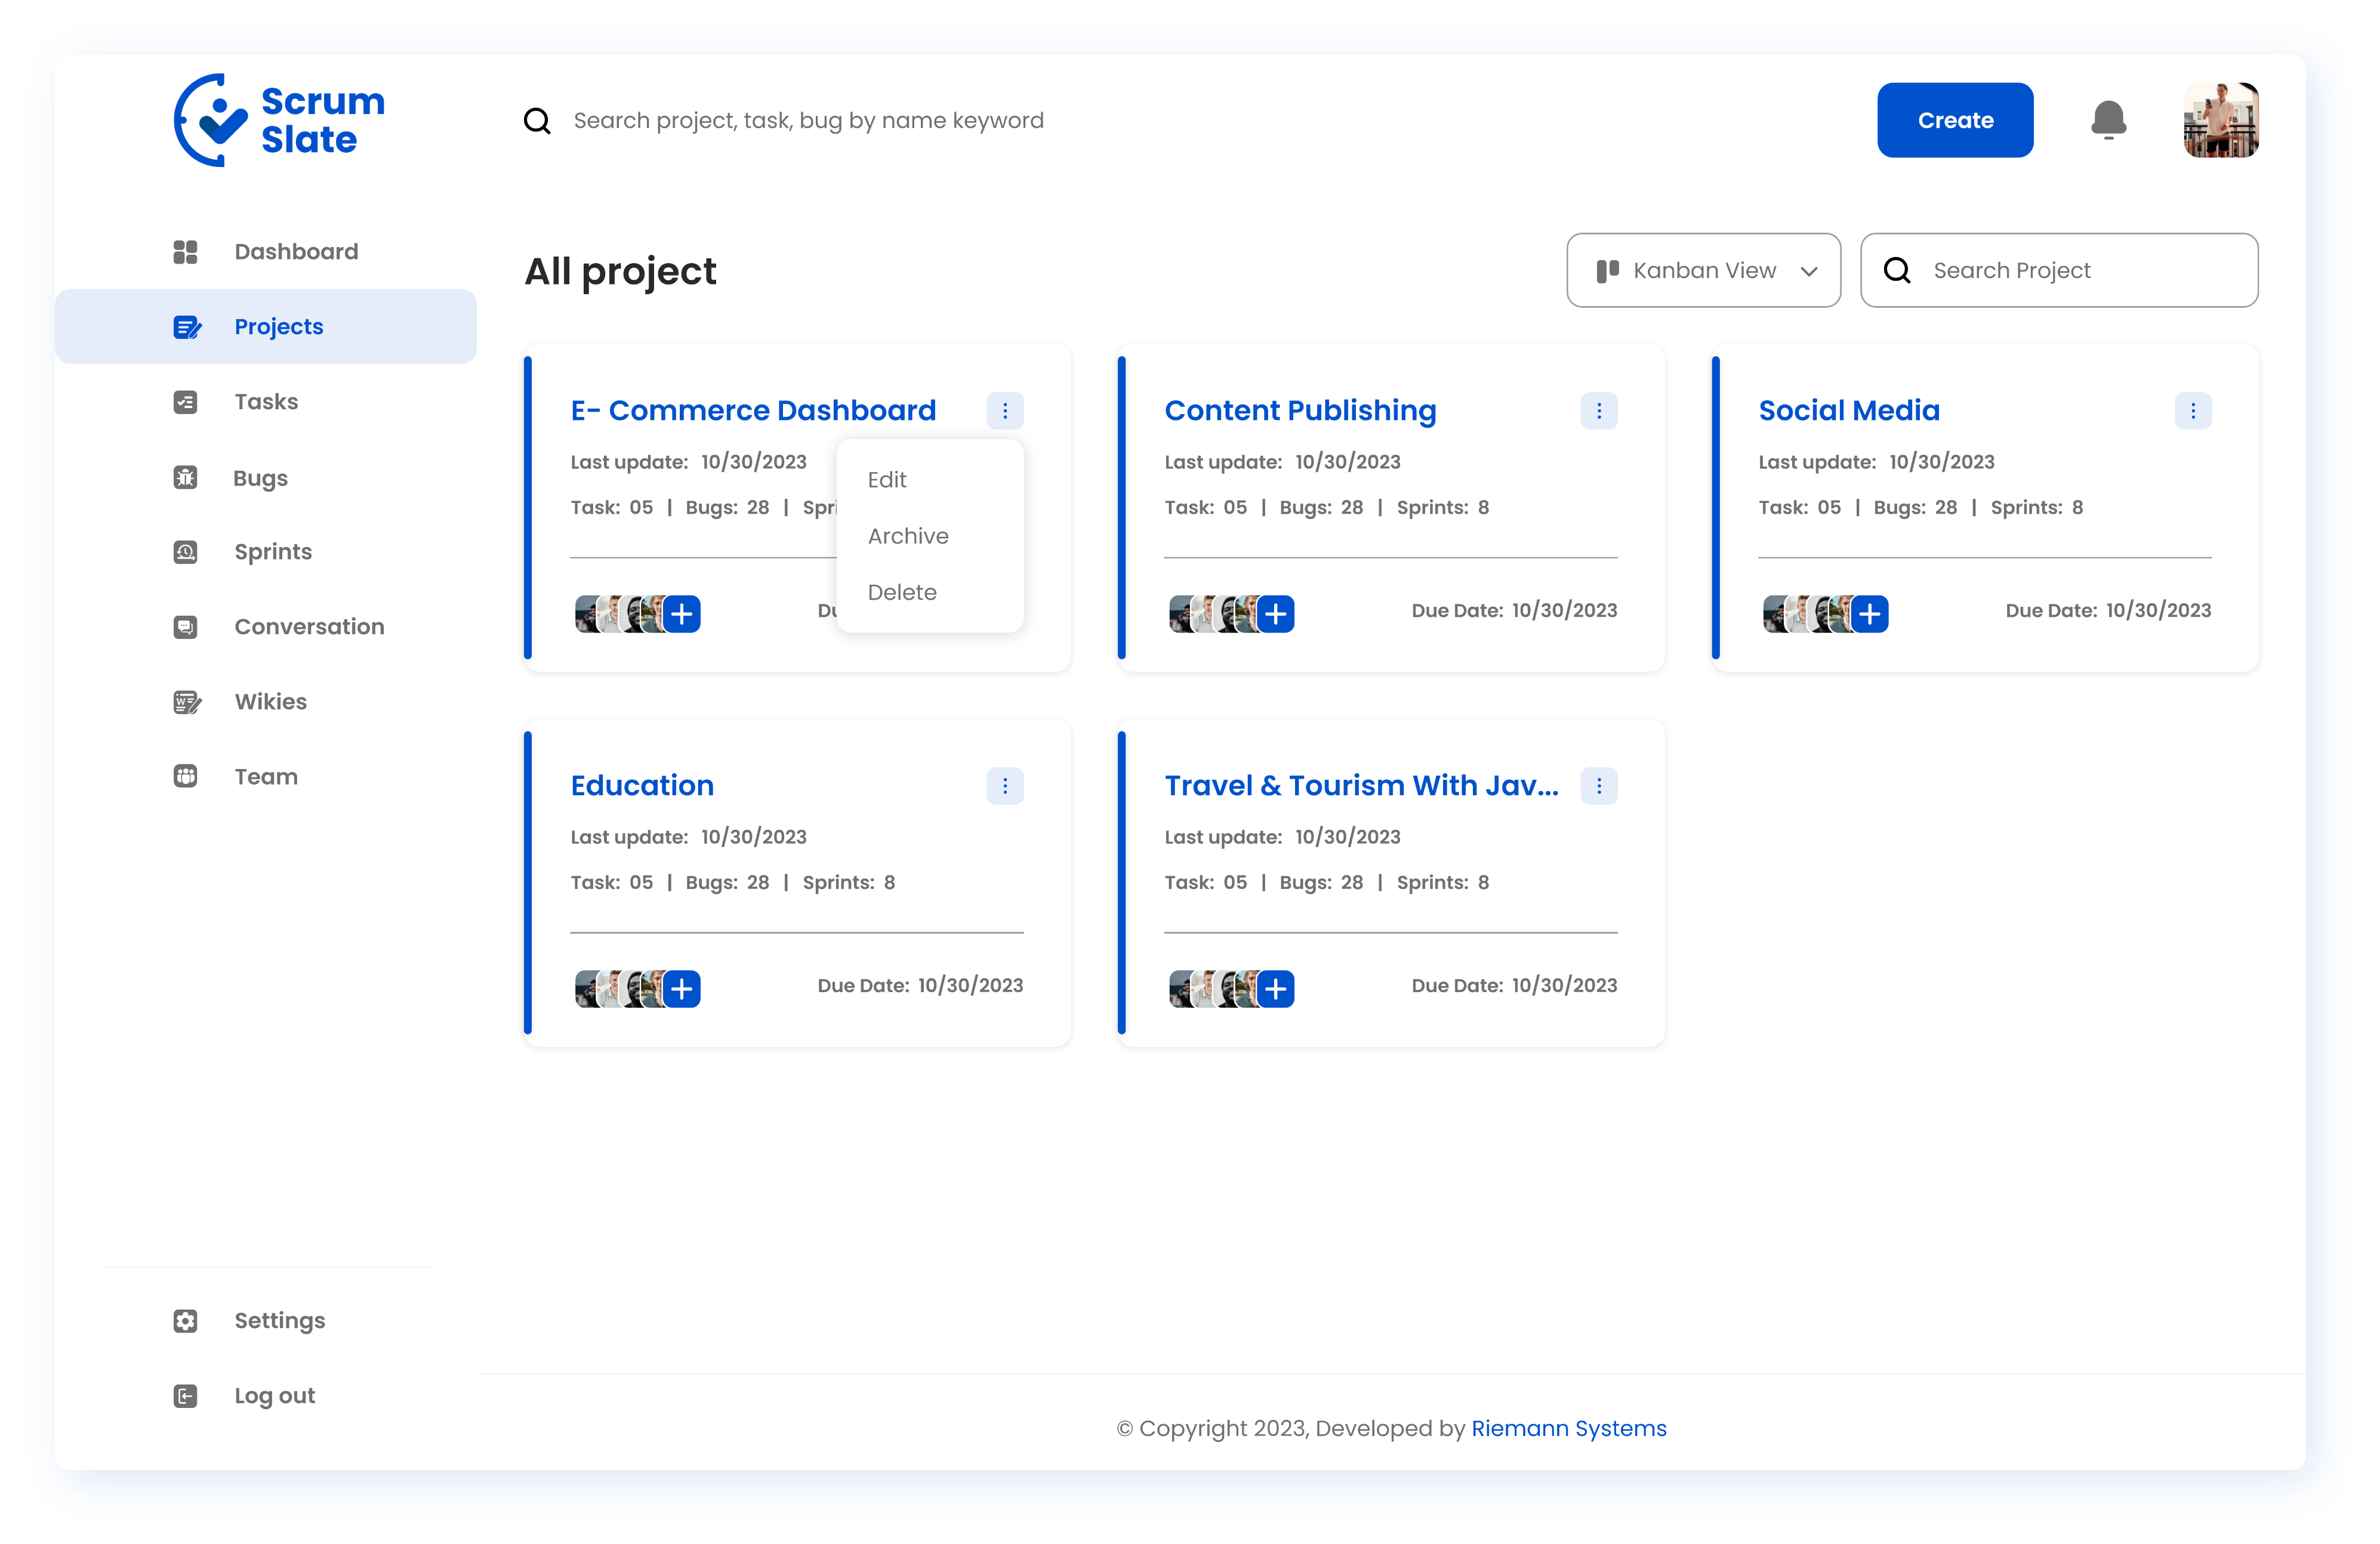 Scrum
Slate
Search project, task, bug by name keyword
Create
Dashboard
Projects
Tasks
Bugs
Sprints
Conversation
Wikies
Team
Settings
Log out
All project
Kanban View
Search Project
E- Commerce Dashboard
Last update: 10/30/2023
Task: 05 | Bugs: 28 | Spri
Du
Edit
Archive
Delete
Content Publishing
Last update: 10/30/2023
Task: 05 | Bugs: 28 | Sprints: 8
Due Date: 10/30/2023
Social Media
Last update: 10/30/2023
Task: 05 | Bugs: 28 | Sprints: 8
Due Date: 10/30/2023
Education
Last update: 10/30/2023
Task: 05 | Bugs: 28 | Sprints: 8
Due Date: 10/30/2023
Travel & Tourism With Jav...
Last update: 10/30/2023
Task: 05 | Bugs: 28 | Sprints: 8
Due Date: 10/30/2023
© Copyright 2023, Developed by Riemann Systems